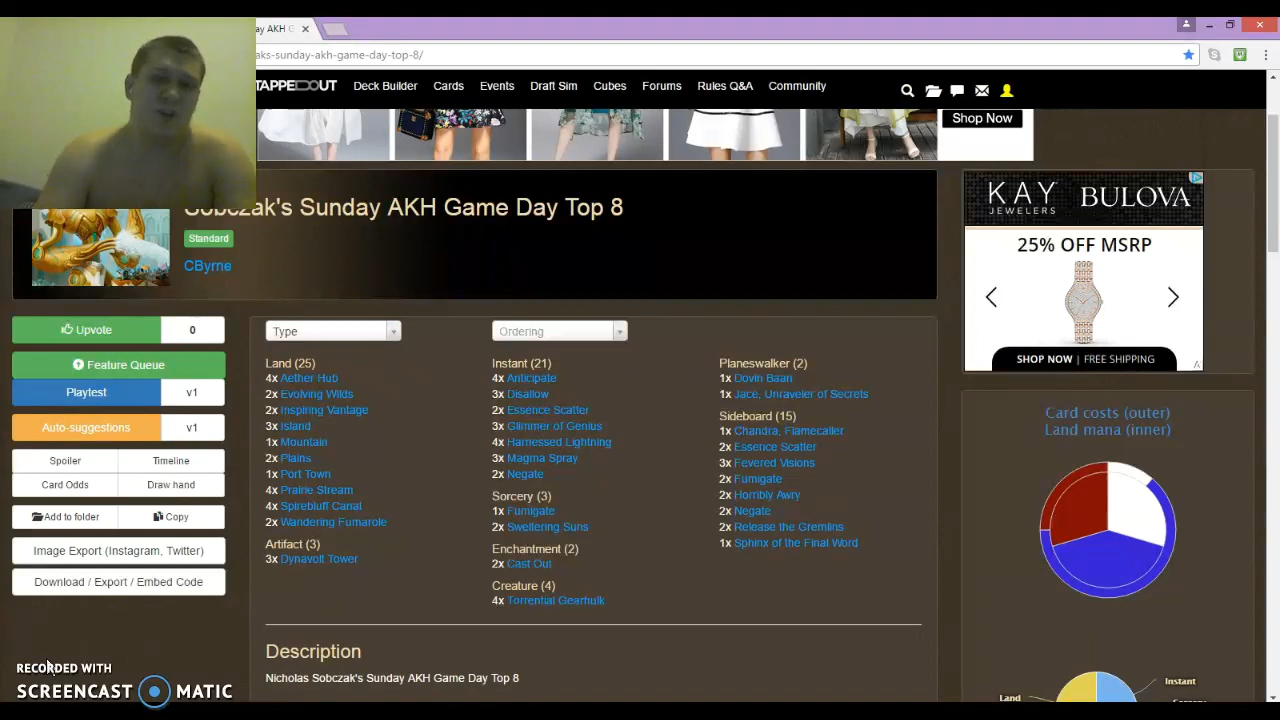 ay AKH G
aks-sunday-akh-game-day-top-8/
TAPPEDOUT Deck Builder Cards Events Draft Sim Cubes Forums Rules Q&A Community
Shop Now
Sobczak's Sunday AKH Game Day Top 8
Standard
CByrne
KAY JEWELERS BULOVA
25% OFF MSRP
SHOP NOW | FREE SHIPPING
Upvote 0
Feature Queue
Playtest v1
Auto-suggestions v1
Spoiler Timeline
Card Odds Draw hand
Add to folder Copy
Image Export (Instagram, Twitter)
Download / Export / Embed Code
Type Ordering
Land (25)
4x Aether Hub
2x Evolving Wilds
2x Inspiring Vantage
3x Island
1x Mountain
2x Plains
1x Port Town
4x Prairie Stream
4x Spirebluff Canal
2x Wandering Fumarole
Artifact (3)
3x Dynavolt Tower
Instant (21)
4x Anticipate
3x Disallow
2x Essence Scatter
3x Glimmer of Genius
4x Harnessed Lightning
3x Magma Spray
2x Negate
Sorcery (3)
1x Fumigate
2x Sweltering Suns
Enchantment (2)
2x Cast Out
Creature (4)
4x Torrential Gearhulk
Planeswalker (2)
1x Dovin Baan
1x Jace, Unraveler of Secrets
Sideboard (15)
1x Chandra, Flamecaller
2x Essence Scatter
3x Fevered Visions
2x Fumigate
2x Horribly Awry
2x Negate
2x Release the Gremlins
1x Sphinx of the Final Word
Card costs (outer)
Land mana (inner)
Description
Nicholas Sobczak's Sunday AKH Game Day Top 8
Land
Instant
RECORDED WITH
SCREENCAST MATIC